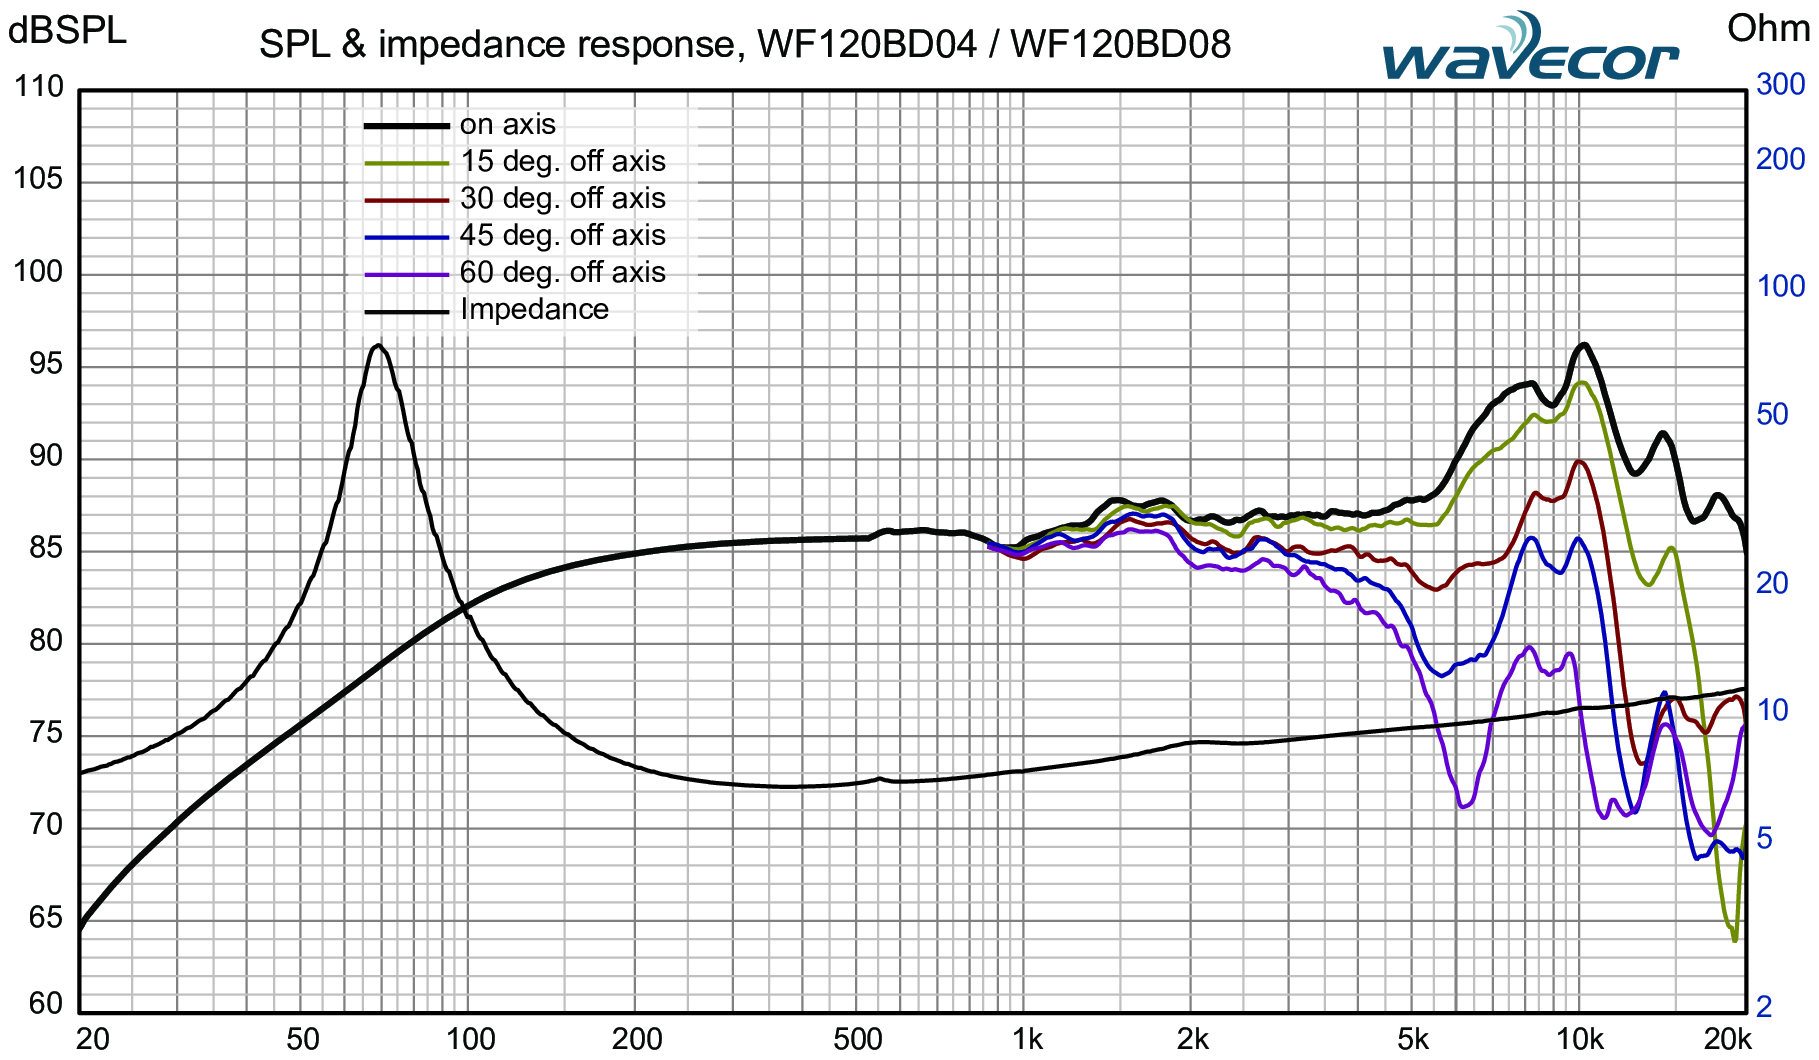 dBSPL
SPL & impedance response, WF120BD04 / WF120BD08
wavecor
Ohm
110
105
100
95
90
85
80
75
70
65
60
on axis
15 deg. off axis
30 deg. off axis
45 deg. off axis
60 deg. off axis
Impedance
300
200
100
50
20
10
5
2
20 50 100 200 500 1k 2k 5k 10k 20k